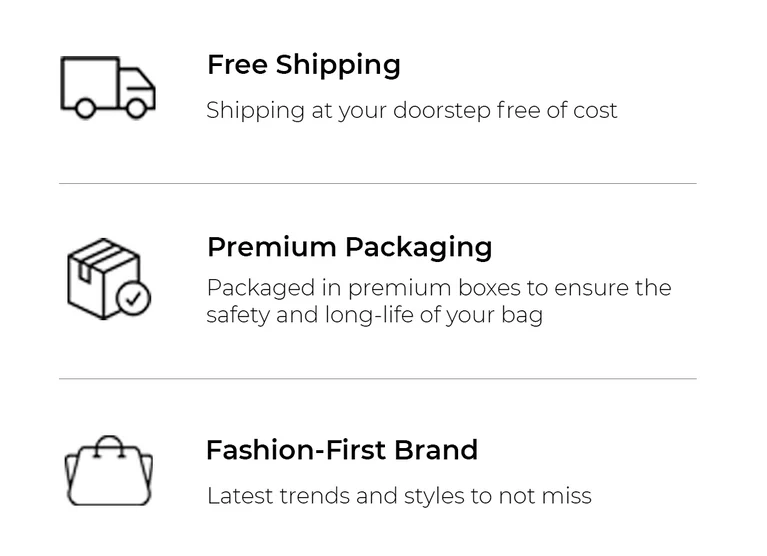 Free Shipping
Shipping at your doorstep free of cost
Premium Packaging
Packaged in premium boxes to ensure the
safety and long-life of your bag
Fashion-First Brand
Latest trends and styles to not miss